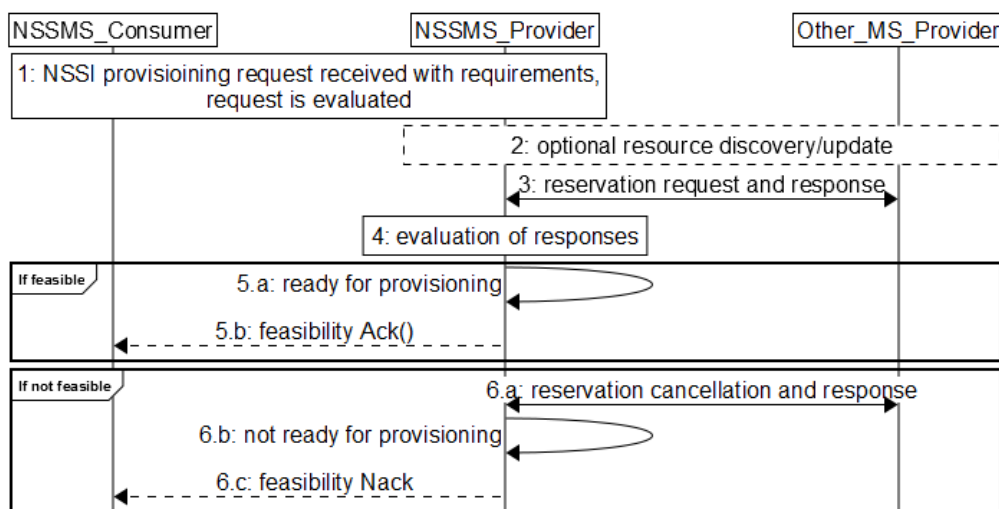 NSSMS_Consumer
NSSMS_Provider
Other_MS_Provider
1: NSSI provisioining request received with requirements,
request is evaluated
2: optional resource discovery/update
3: reservation request and response
4: evaluation of responses
If feasible
5.a: ready for provisioning
5.b: feasibility Ack()
If not feasible
6.a: reservation cancellation and response
6.b: not ready for provisioning
6.c: feasibility Nack